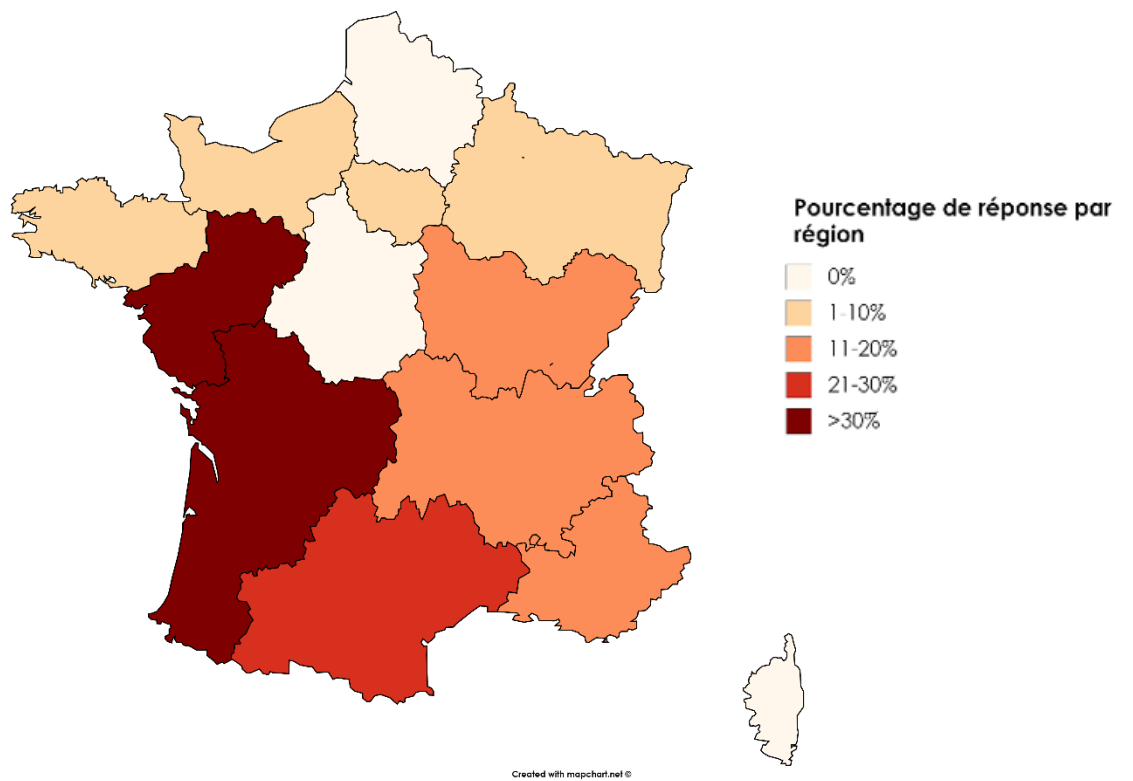 Pourcentage de réponse par
région
0%
1-10%
11-20%
21-30%
>30%
Created with mapchart.net ©